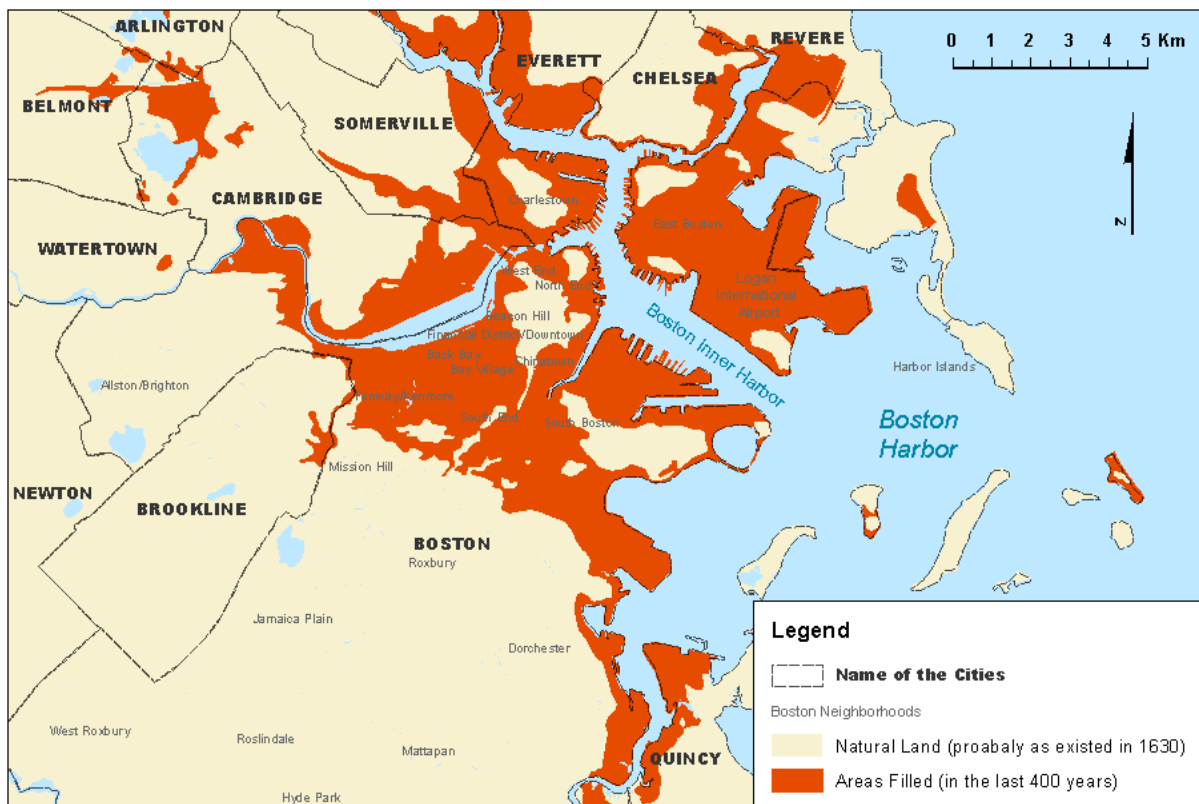 ARLINGTON
EVERETT
REVERE
CHELSEA
0 1 2 3 4 5 Km
BELMONT
SOMERVILLE
CAMBRIDGE
Charlestown
East Boston
WATERTOWN
N
West End
North End
Logan
International
Airport
Beacon Hill
Financial District/Downtown
Boston Inner Harbor
Back Bay
Bay Village
Chinatown
Harbor Islands
Allston/Brighton
Fenway/Kenmore
South End
South Boston
Boston
Harbor
Mission Hill
NEWTON
BROOKLINE
BOSTON
Roxbury
Jamaica Plain
Dorchester
West Roxbury
Roslindale
Mattapan
QUINCY
Hyde Park
Legend
Name of the Cities
Boston Neighborhoods
Natural Land (proabaly as existed in 1630)
Areas Filled (in the last 400 years)